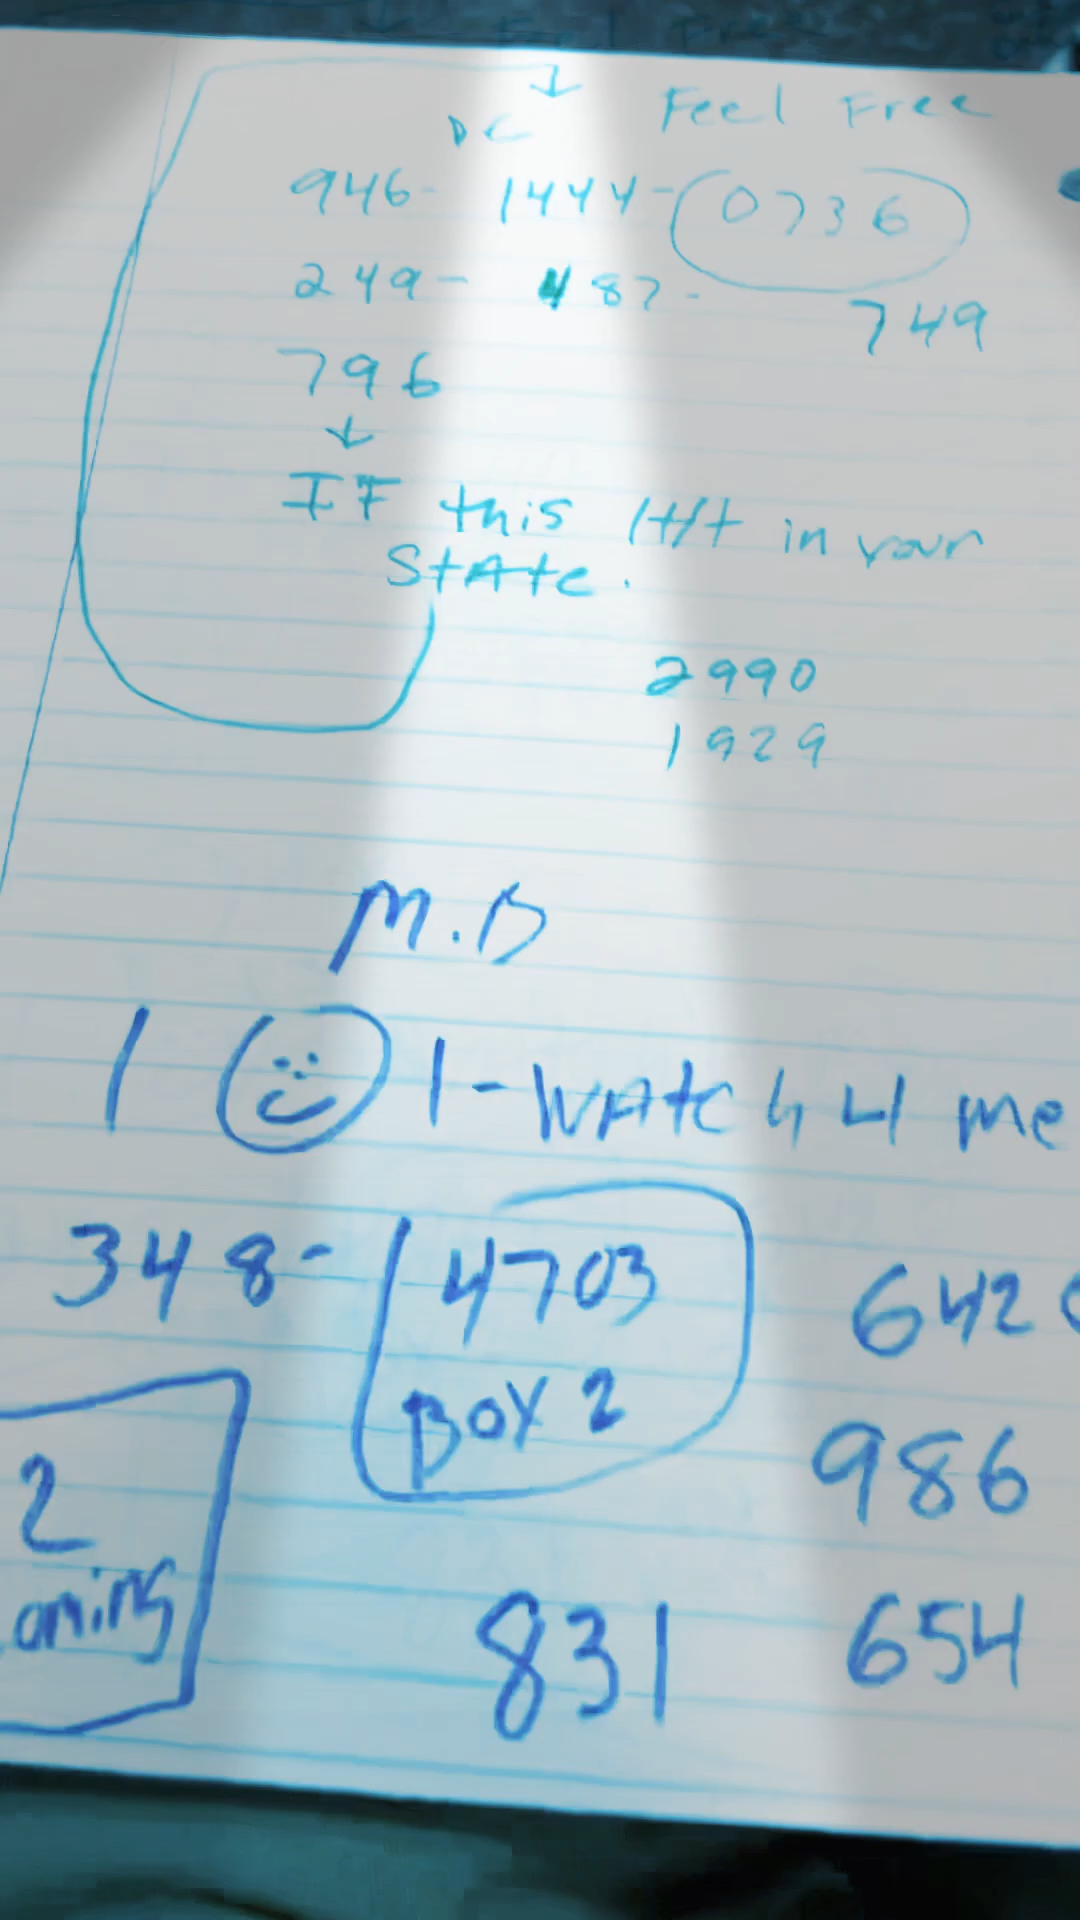 DC Feel Free
946- 1444- 0736
249- 487- 749
796
IF this Hit in your
StAte.
2990
1929
M.D
1 1-WAtch 4 me
348- 4703 642
BOX 2 986
2
oming
831 654